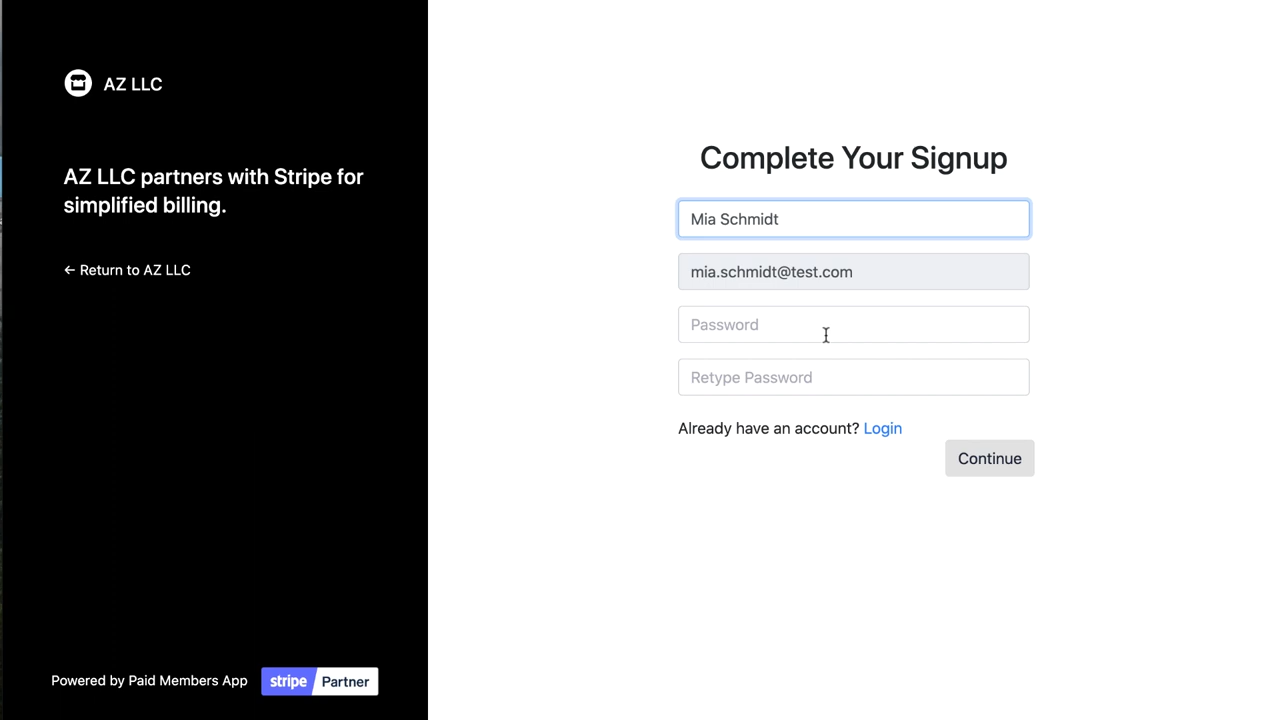 AZ LLC
AZ LLC partners with Stripe for
simplified billing.
← Return to AZ LLC
Powered by Paid Members App
stripe Partner
Complete Your Signup
Mia Schmidt
mia.schmidt@test.com
Password
Retype Password
Already have an account? Login
Continue